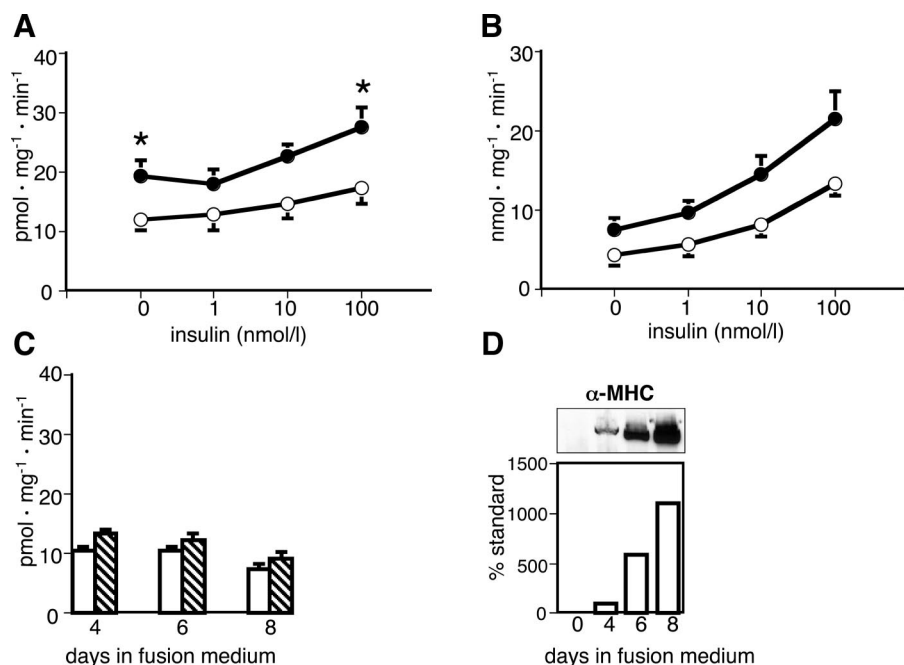 A
pmol · mg⁻¹ · min⁻¹
40
30
20
10
0
*
*
0 1 10 100
insulin (nmol/l)
B
nmol · mg⁻¹ · min⁻¹
30
20
10
0
0 1 10 100
insulin (nmol/l)
C
pmol · mg⁻¹ · min⁻¹
40
30
20
10
0
4 6 8
days in fusion medium
D
α-MHC
% standard
1500
1000
500
0
0 4 6 8
days in fusion medium